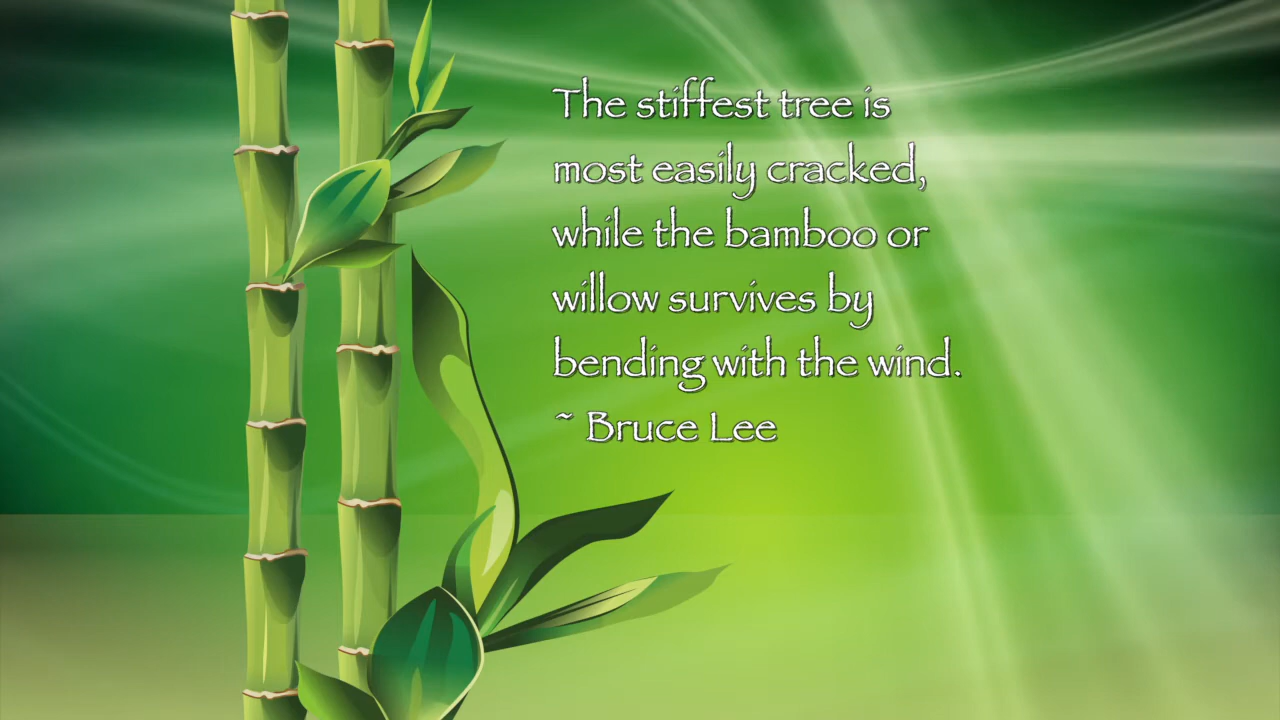 The stiffest tree is
most easily cracked,
while the bamboo or
willow survives by
bending with the wind.
~ Bruce Lee